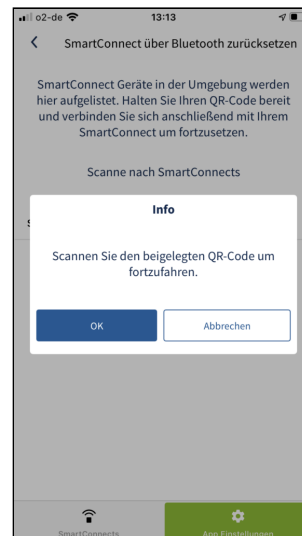 o2-de
13:13
SmartConnect über Bluetooth zurücksetzen
SmartConnect Geräte in der Umgebung werden
hier aufgelistet. Halten Sie Ihren QR-Code bereit
und verbinden Sie sich anschließend mit Ihrem
SmartConnect um fortzusetzen.
Scanne nach SmartConnects
Info
Scannen Sie den beigelegten QR-Code um
fortzufahren.
OK
Abbrechen
SmartConnects
App Einstellungen